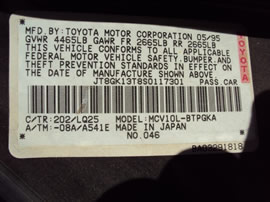 MFD. BY TOYOTA MOTOR CORPORATION 05/95
GVWR 4465LB GAWR FR 2665LB RR 2665LB
THIS VEHICLE CONFORMS TO ALL APPLICABLE
FEDERAL MOTOR VEHICLE SAFETY, BUMPER, AND
THEFT PREVENTION STANDARDS IN EFFECT ON
THE DATE OF MANUFACTURE SHOWN ABOVE.
JT8GK13T8S0117301 PASS.CAR
C/TR:202/LQ25 MODEL:MCV10L-BTPGKA
A/TM:-08A/A541E MADE IN JAPAN
NO.046